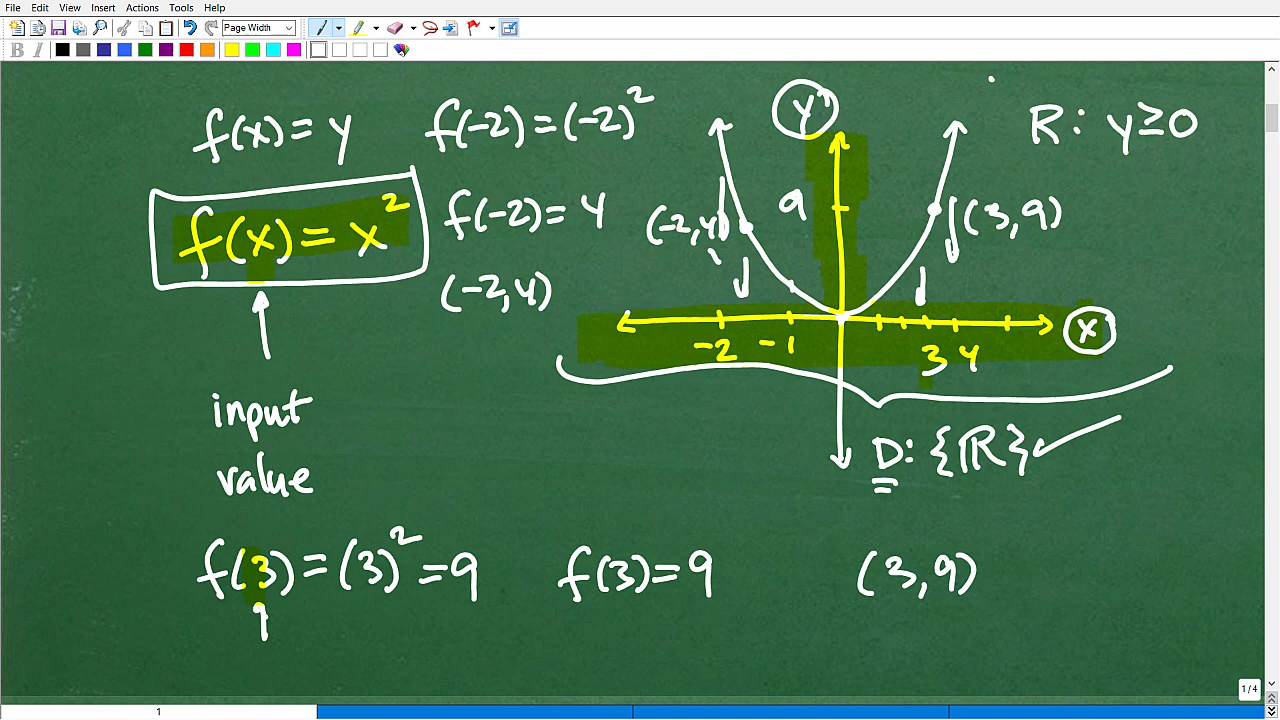 File Edit View Insert Actions Tools Help
Page Width
B I
f(x) = y
f(-2) = (-2)²
y
R: y≥0
f(x) = x²
f(-2) = 4
(-2,4)
9
(3,9)
(-2,4)
x
-2 -1 3 4
input
value
D: {ℝ}
f(3) = (3)² = 9
f(3) = 9
(3,9)
1/4
1